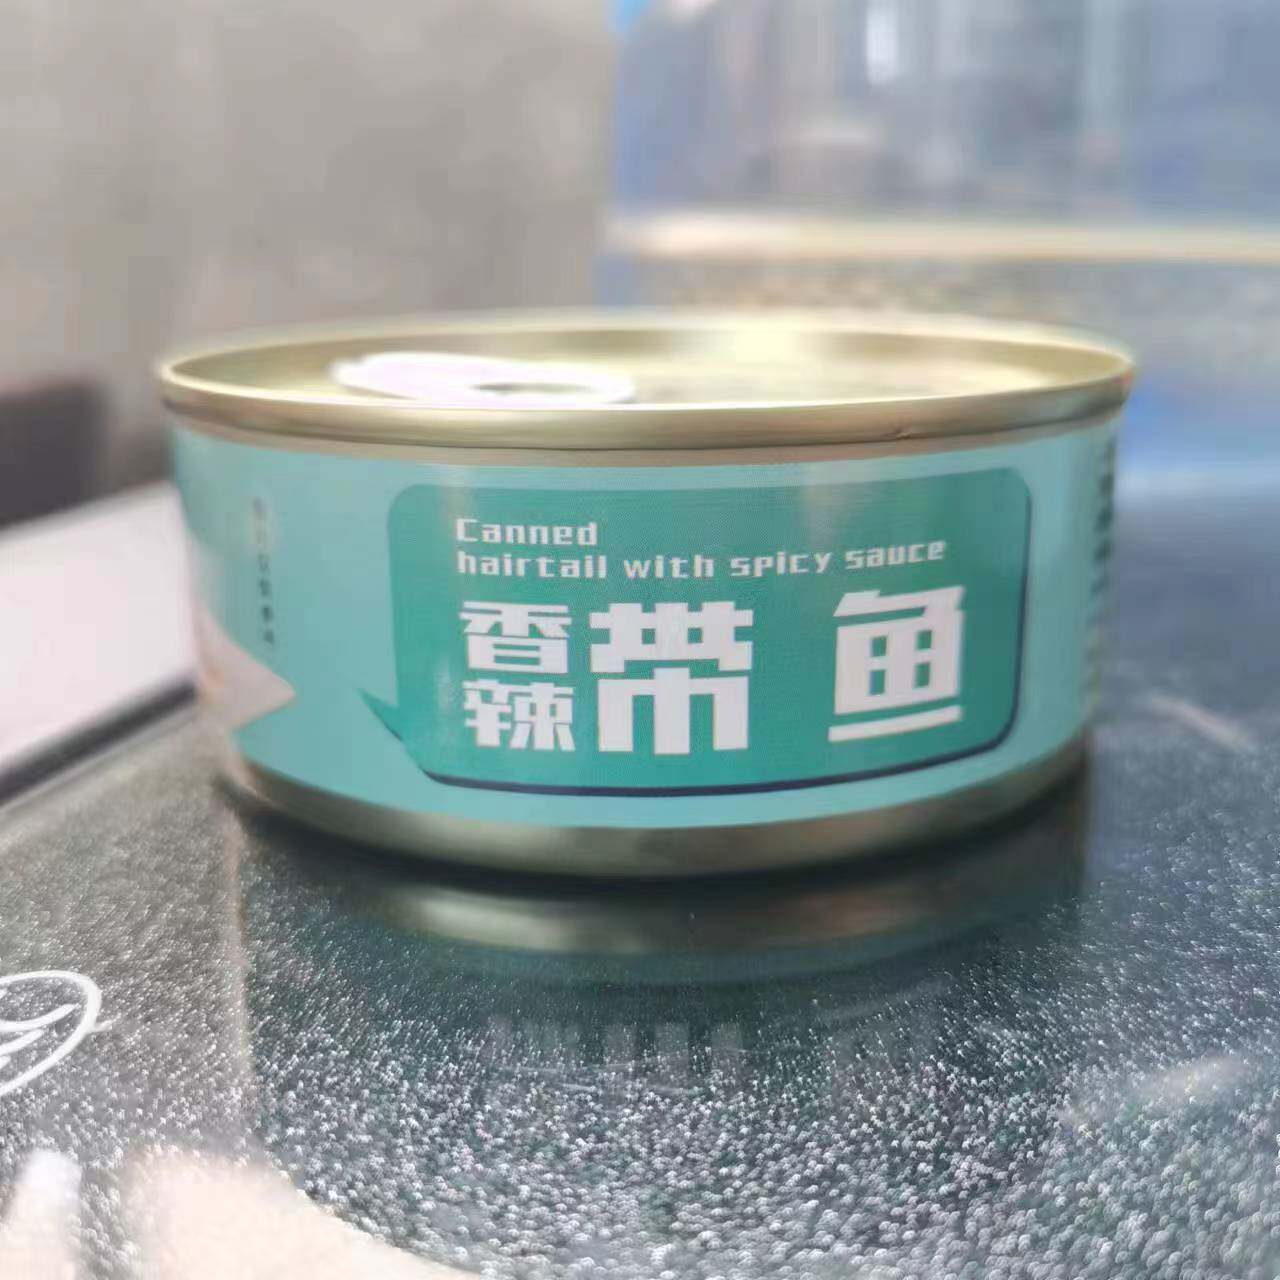 Canned
hairtail with spicy sauce
香辣带鱼